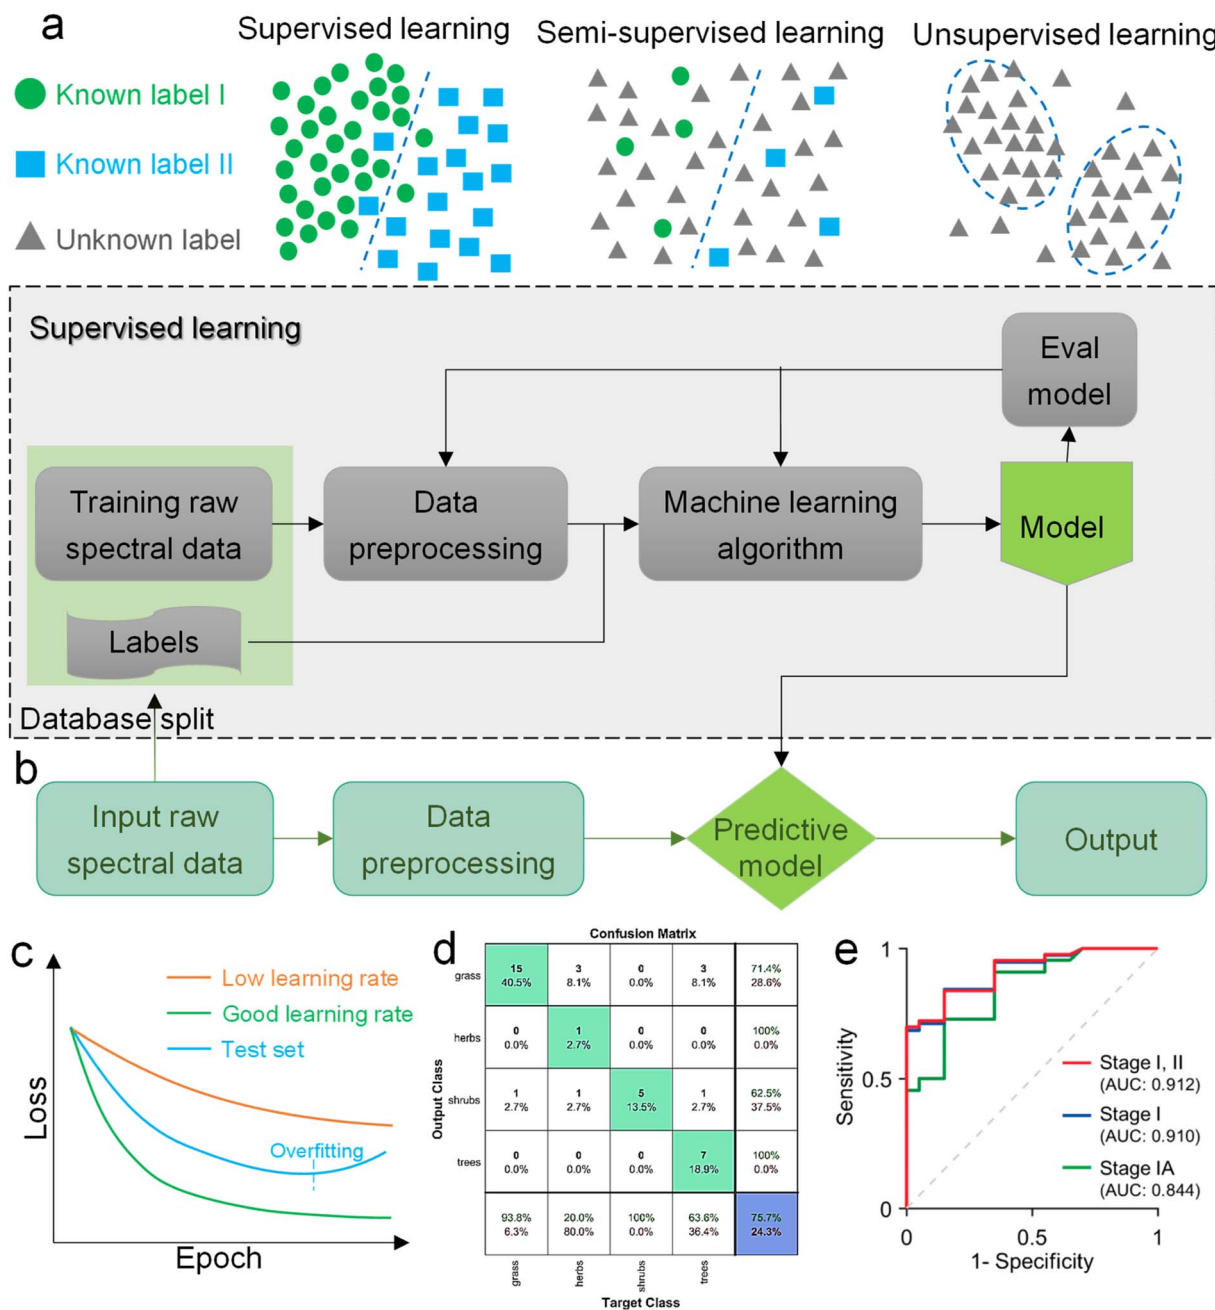 a
Supervised learning
Semi-supervised learning
Unsupervised learning
Known label I
Known label II
Unknown label
Supervised learning
Eval
model
Training raw
spectral data
Data
preprocessing
Machine learning
algorithm
Model
Labels
Database split
b
Input raw
spectral data
Data
preprocessing
Predictive
model
Output
c
Low learning rate
Good learning rate
Test set
Overfitting
Loss
Epoch
d
Confusion Matrix
grass
15
40.5%
3
8.1%
0
0.0%
3
8.1%
71.4%
28.6%
herbs
0
0.0%
1
2.7%
0
0.0%
0
0.0%
100%
0.0%
shrubs
1
2.7%
1
2.7%
5
13.5%
1
2.7%
62.5%
37.5%
trees
0
0.0%
0
0.0%
0
0.0%
7
18.9%
100%
0.0%
93.8%
6.3%
20.0%
80.0%
100%
0.0%
63.6%
36.4%
75.7%
24.3%
Output Class
grass
herbs
shrubs
trees
Target Class
e
1
0.5
0
Sensitivity
Stage I, II
(AUC: 0.912)
Stage I
(AUC: 0.910)
Stage IA
(AUC: 0.844)
0
0.5
1
1- Specificity